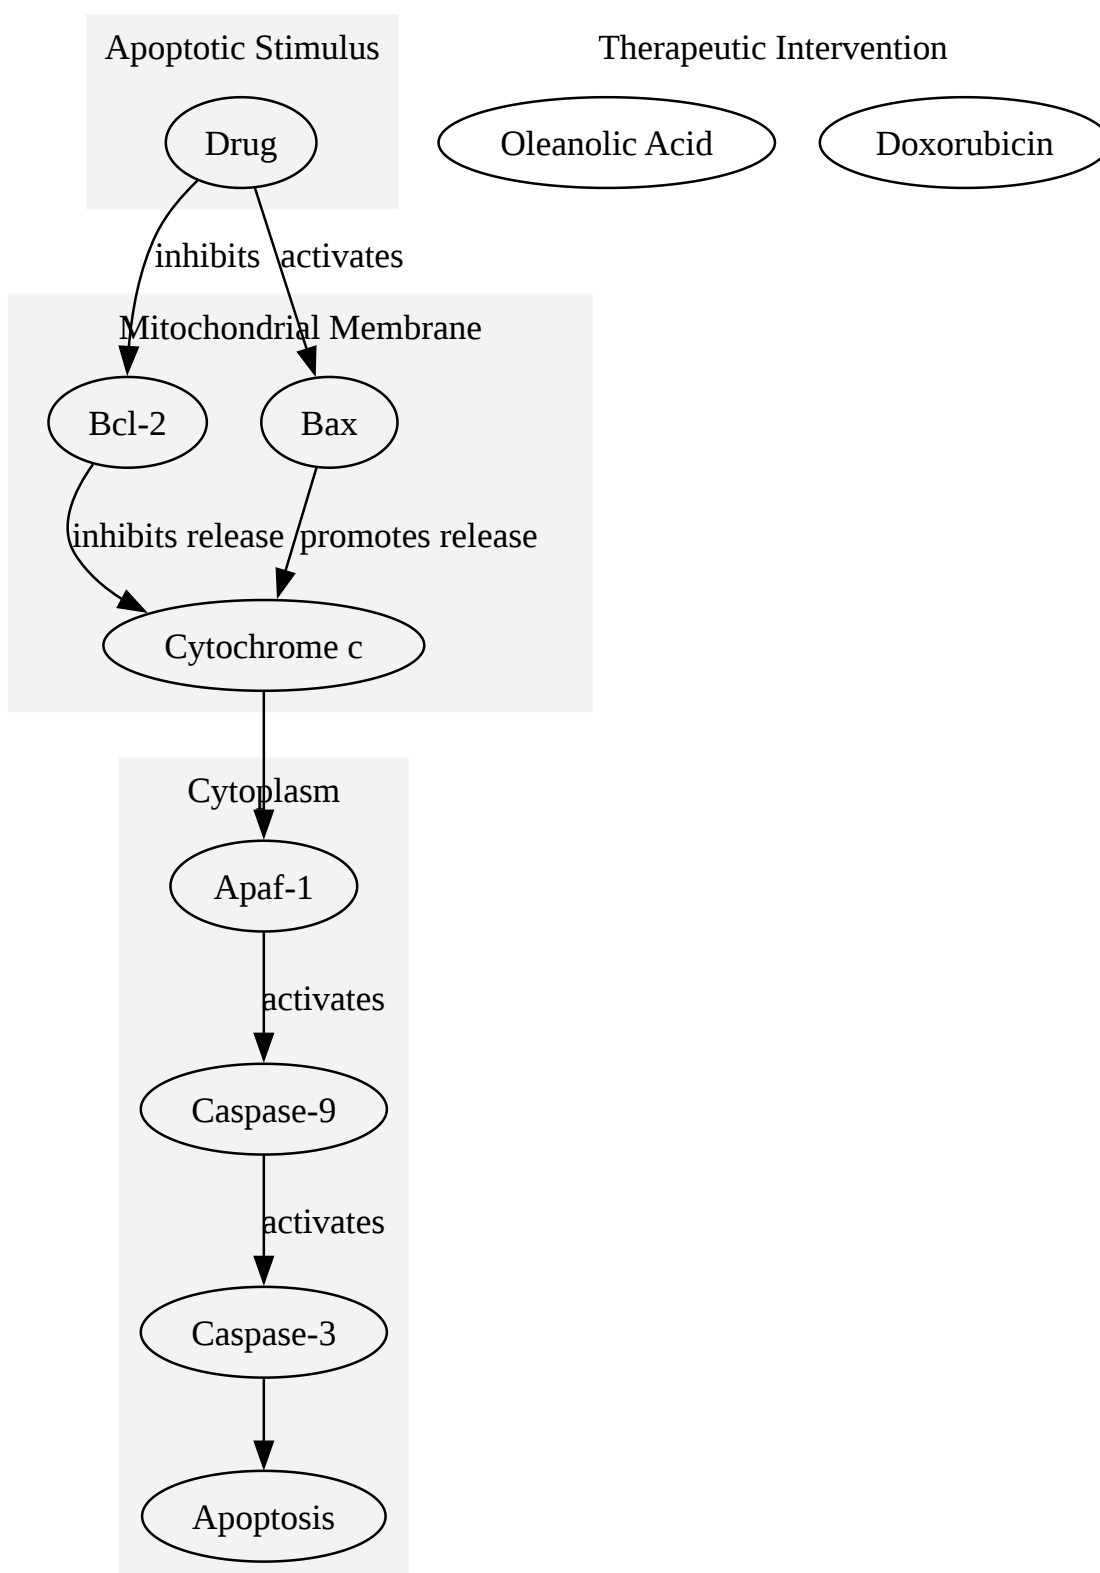 Apoptotic Stimulus
Therapeutic Intervention
Drug
Oleanolic Acid
Doxorubicin
inhibits
activates
Mitochondrial Membrane
Bcl-2
Bax
inhibits release
promotes release
Cytochrome c
Cytoplasm
Apaf-1
activates
Caspase-9
activates
Caspase-3
Apoptosis